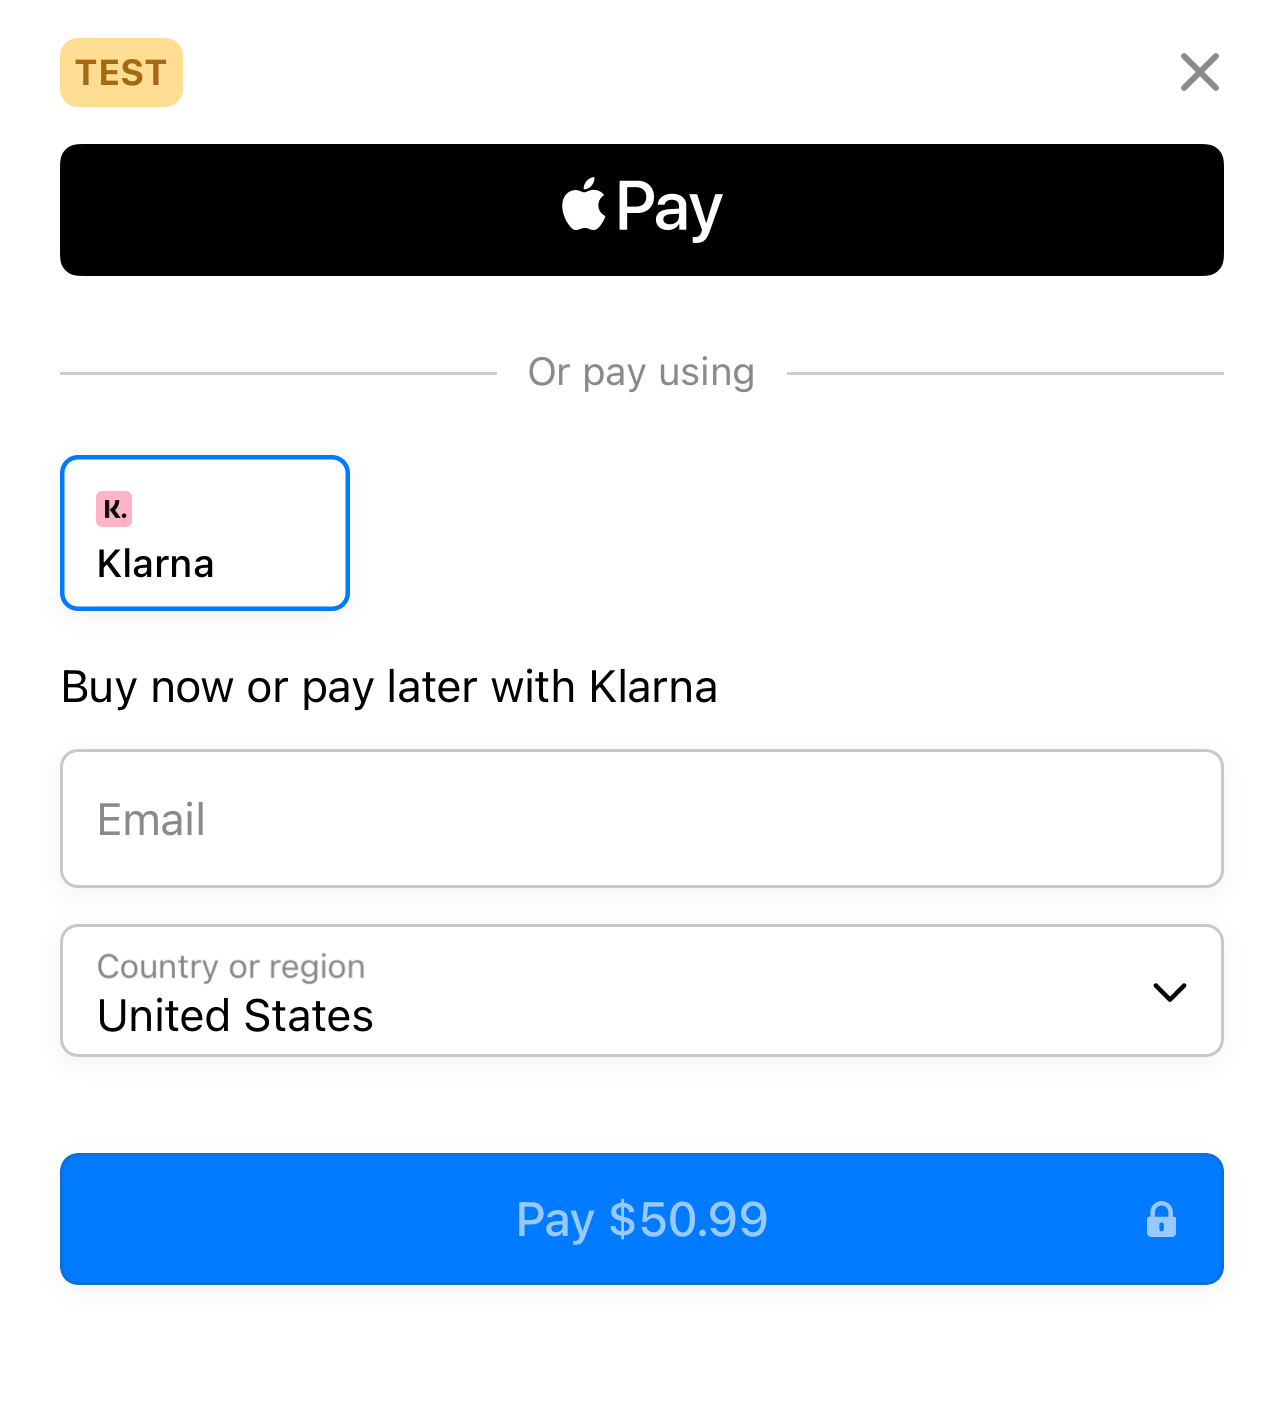 TEST
Pay
Or pay using
K.
Klarna
Buy now or pay later with Klarna
Email
Country or region
United States
Pay $50.99